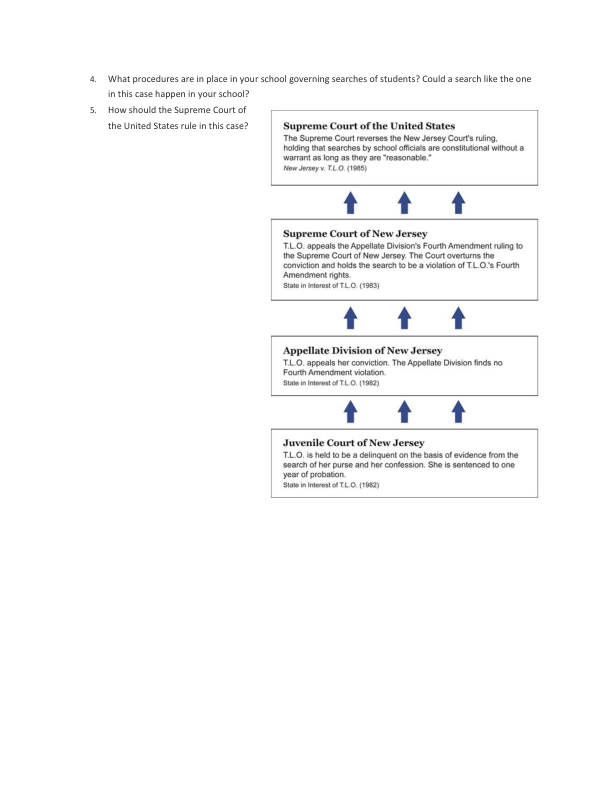 4. What procedures are in place in your school governing searches of students? Could a search like the one
in this case happen in your school?
5. How should the Supreme Court of
the United States rule in this case?
Supreme Court of the United States
The Supreme Court reverses the New Jersey Court's ruling,
holding that searches by school officials are constitutional without a
warrant as long as they are "reasonable."
New Jersey v. T.L.O. (1985)
Supreme Court of New Jersey
T.L.O. appeals the Appellate Division's Fourth Amendment ruling to
the Supreme Court of New Jersey. The Court overturns the
conviction and holds the search to be a violation of T.L.O.'s Fourth
Amendment rights.
State in Interest of T.L.O. (1983)
Appellate Division of New Jersey
T.L.O. appeals her conviction. The Appellate Division finds no
Fourth Amendment violation.
State in Interest of T.L.O. (1982)
Juvenile Court of New Jersey
T.L.O. is held to be a delinquent on the basis of evidence from the
search of her purse and her confession. She is sentenced to one
year of probation.
State in Interest of T.L.O. (1982)